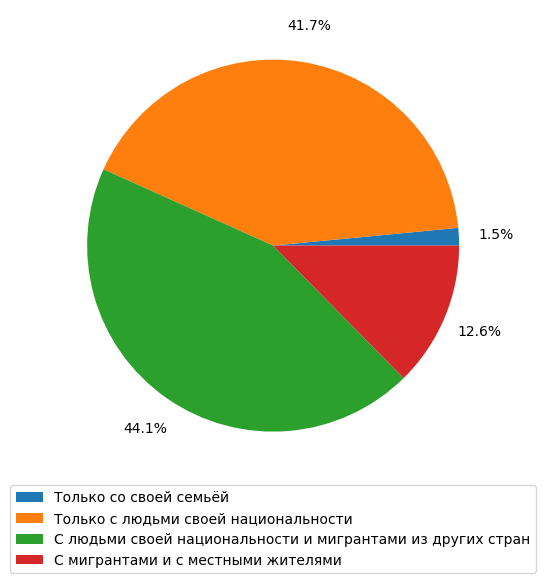 41.7%
1.5%
12.6%
44.1%
Только со своей семьёй
Только с людьми своей национальности
С людьми своей национальности и мигрантами из других стран
С мигрантами и с местными жителями